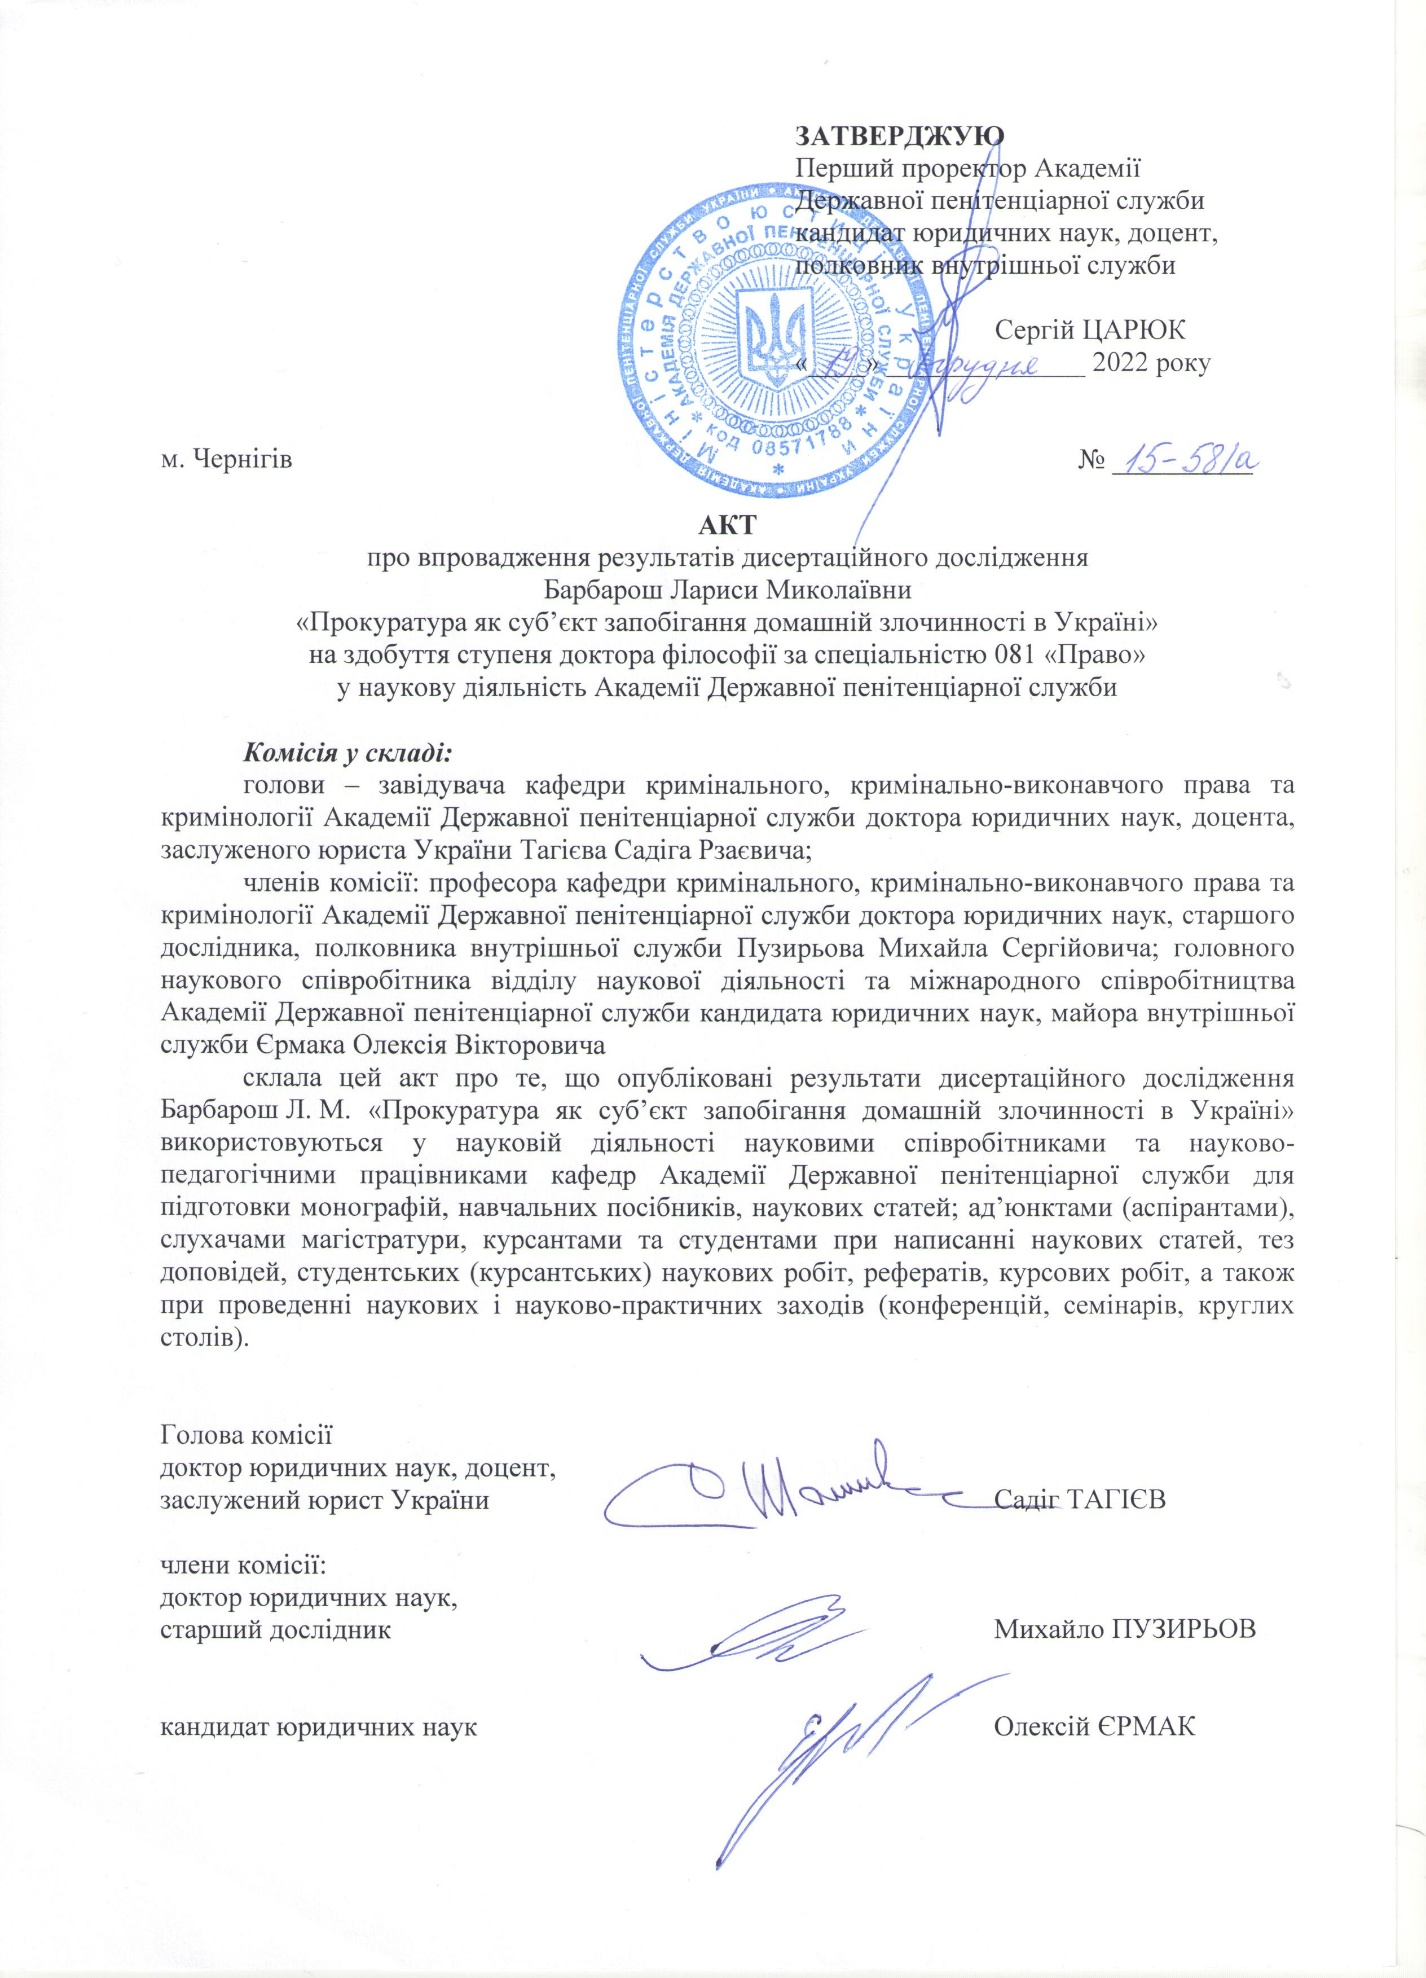 ЗАТВЕРДЖУЮ
Перший проректор Академії
Державної пенітенціарної служби
кандидат юридичних наук, доцент,
полковник внутрішньої служби
Сергій ЦАРЮК
«19» грудня 2022 року
МІНІСТЕРСТВО ЮСТИЦІЇ УКРАЇНИ
АКАДЕМІЯ ДЕРЖАВНОЇ ПЕНІТЕНЦІАРНОЇ СЛУЖБИ
* код 08571788 *
м. Чернігів № 15-58/а
АКТ
про впровадження результатів дисертаційного дослідження
Барбарош Лариси Миколаївни
«Прокуратура як суб’єкт запобігання домашній злочинності в Україні»
на здобуття ступеня доктора філософії за спеціальністю 081 «Право»
у наукову діяльність Академії Державної пенітенціарної служби
Комісія у складі:
голови – завідувача кафедри кримінального, кримінально-виконавчого права та
кримінології Академії Державної пенітенціарної служби доктора юридичних наук, доцента,
заслуженого юриста України Тагієва Садіга Рзаєвича;
членів комісії: професора кафедри кримінального, кримінально-виконавчого права та
кримінології Академії Державної пенітенціарної служби доктора юридичних наук, старшого
дослідника, полковника внутрішньої служби Пузирьова Михайла Сергійовича; головного
наукового співробітника відділу наукової діяльності та міжнародного співробітництва
Академії Державної пенітенціарної служби кандидата юридичних наук, майора внутрішньої
служби Єрмака Олексія Вікторовича
склала цей акт про те, що опубліковані результати дисертаційного дослідження
Барбарош Л. М. «Прокуратура як суб’єкт запобігання домашній злочинності в Україні»
використовуються у науковій діяльності науковими співробітниками та науково-
педагогічними працівниками кафедр Академії Державної пенітенціарної служби для
підготовки монографій, навчальних посібників, наукових статей; ад’юнктами (аспірантами),
слухачами магістратури, курсантами та студентами при написанні наукових статей, тез
доповідей, студентських (курсантських) наукових робіт, рефератів, курсових робіт, а також
при проведенні наукових і науково-практичних заходів (конференцій, семінарів, круглих
столів).
Голова комісії
доктор юридичних наук, доцент,
заслужений юрист України Садіг ТАГІЄВ
члени комісії:
доктор юридичних наук,
старший дослідник Михайло ПУЗИРЬОВ
кандидат юридичних наук Олексій ЄРМАК